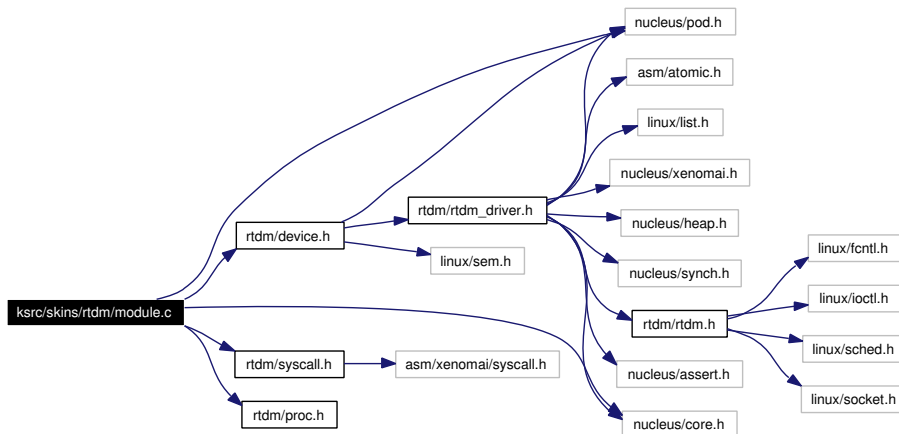 nucleus/pod.h
asm/atomic.h
linux/list.h
nucleus/xenomai.h
rtdm/rtdm_driver.h
nucleus/heap.h
rtdm/device.h
linux/fcntl.h
linux/sem.h
nucleus/synch.h
linux/ioctl.h
ksrc/skins/rtdm/module.c
rtdm/rtdm.h
linux/sched.h
rtdm/syscall.h
asm/xenomai/syscall.h
nucleus/assert.h
linux/socket.h
rtdm/proc.h
nucleus/core.h